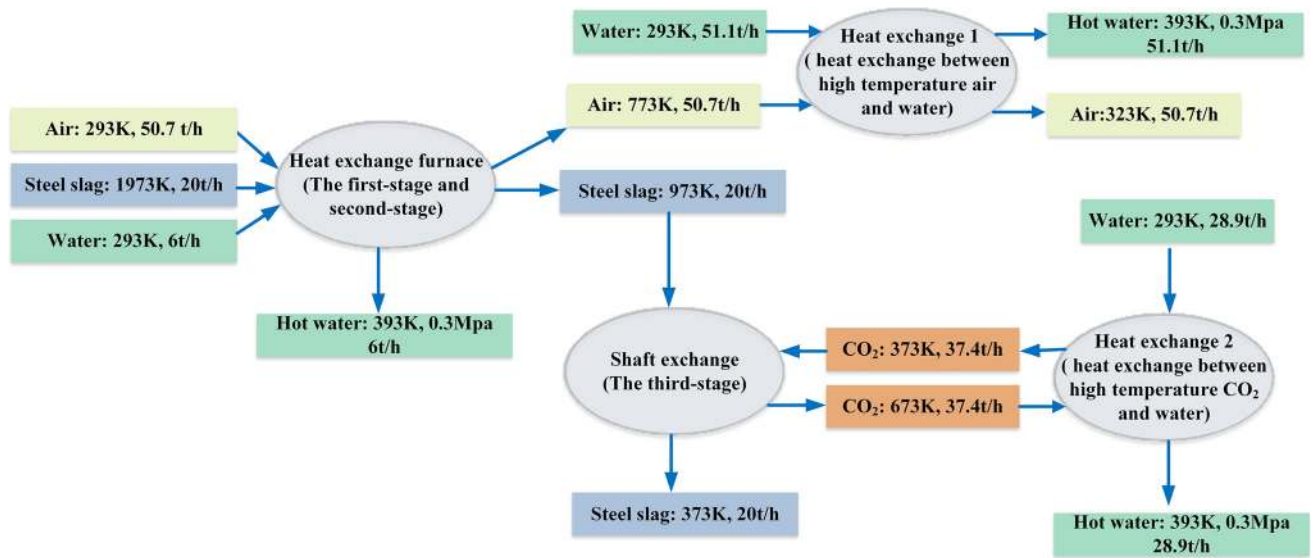 Water: 293K, 51.1t/h
Heat exchange 1
( heat exchange between
high temperature air
and water)
Hot water: 393K, 0.3Mpa
51.1t/h
Air: 773K, 50.7t/h
Air:323K, 50.7t/h
Air: 293K, 50.7 t/h
Steel slag: 1973K, 20t/h
Water: 293K, 6t/h
Heat exchange furnace
(The first-stage and
second-stage)
Steel slag: 973K, 20t/h
Hot water: 393K, 0.3Mpa
6t/h
Water: 293K, 28.9t/h
Shaft exchange
(The third-stage)
CO₂: 373K, 37.4t/h
CO₂: 673K, 37.4t/h
Heat exchange 2
( heat exchange between
high temperature CO₂
and water)
Steel slag: 373K, 20t/h
Hot water: 393K, 0.3Mpa
28.9t/h